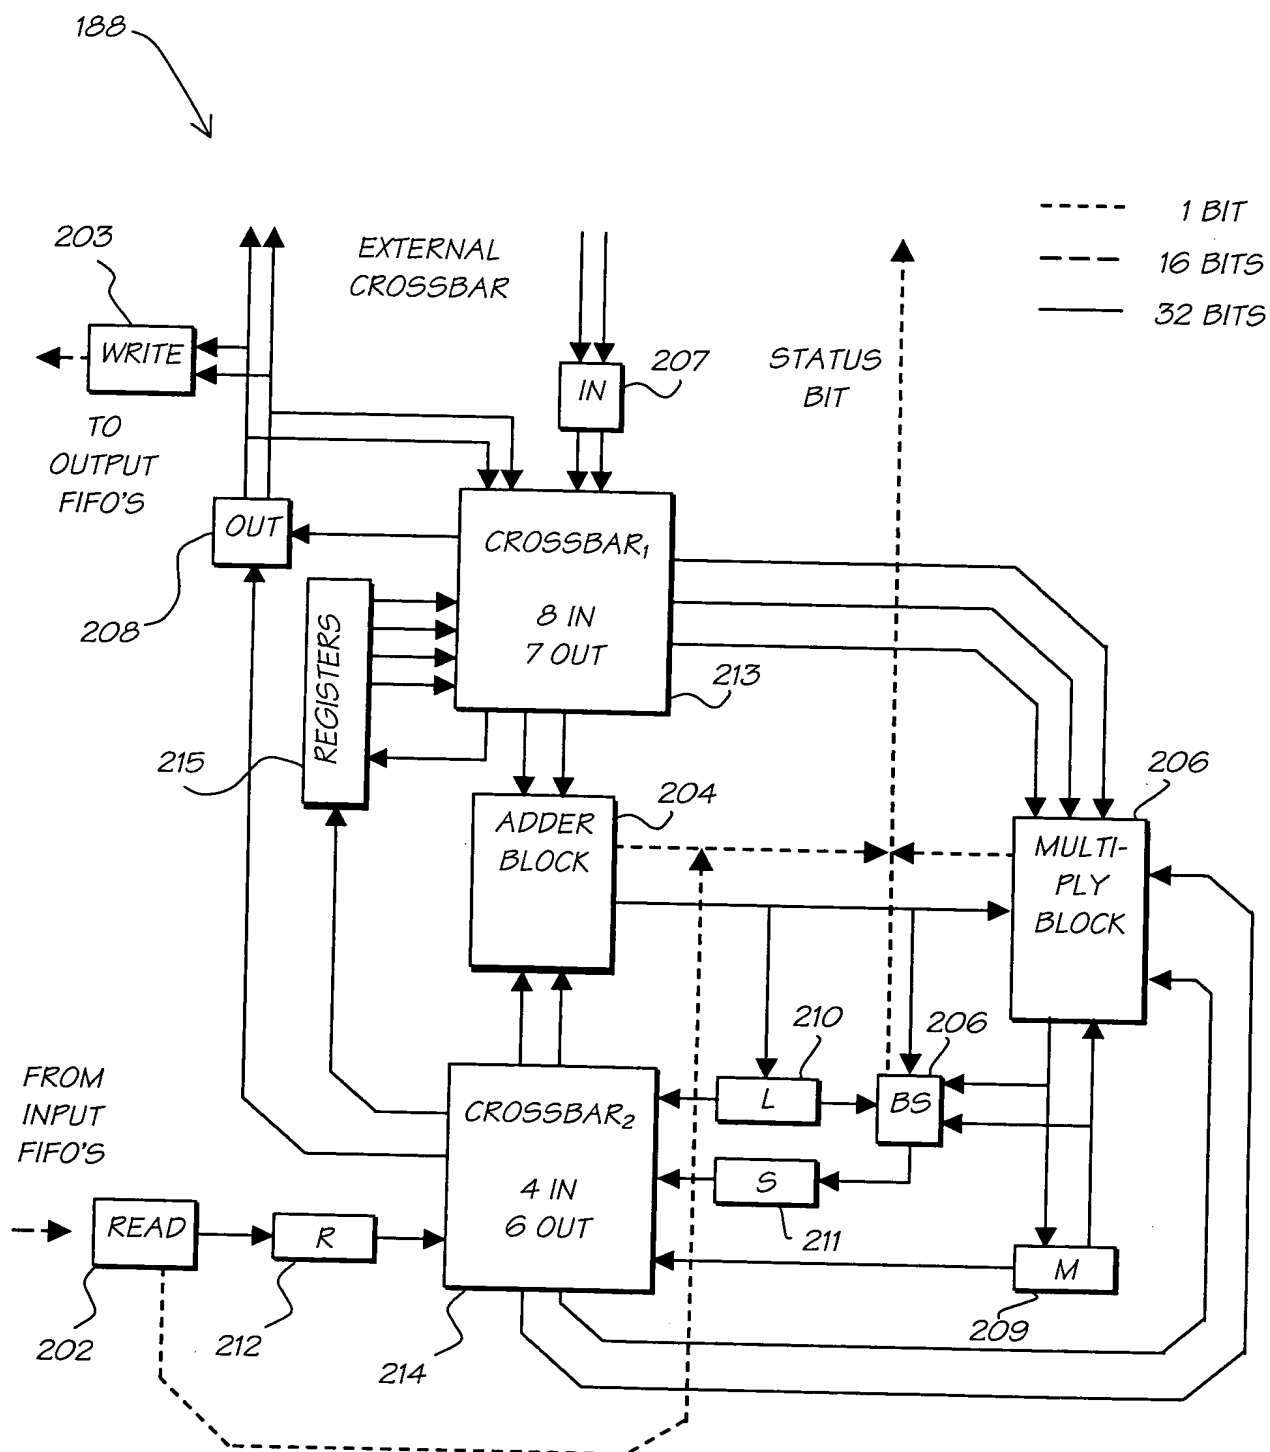 188
203
EXTERNAL
CROSSBAR
1 BIT
16 BITS
32 BITS
WRITE
IN
207
STATUS
BIT
TO
OUTPUT
FIFO'S
OUT
208
CROSSBAR₁
8 IN
7 OUT
213
REGISTERS
215
206
204
ADDER
BLOCK
MULTI-
PLY
BLOCK
210
206
FROM
INPUT
FIFO'S
CROSSBAR₂
4 IN
6 OUT
L
BS
S
211
READ
R
M
209
202
212
214